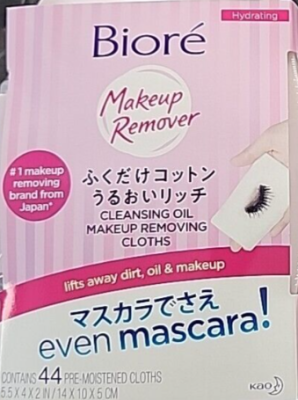 Hydrating
Bioré
Makeup
Remover
#1 makeup
removing
brand from
Japan*
ふくだけコットン
うるおいリッチ
CLEANSING OIL
MAKEUP REMOVING
CLOTHS
lifts away dirt, oil & makeup
マスカラでさえ
even mascara!
CONTAINS 44 PRE-MOISTENED CLOTHS
5.5 X 4 X 2 IN / 14 X 10 X 5 CM
Kao